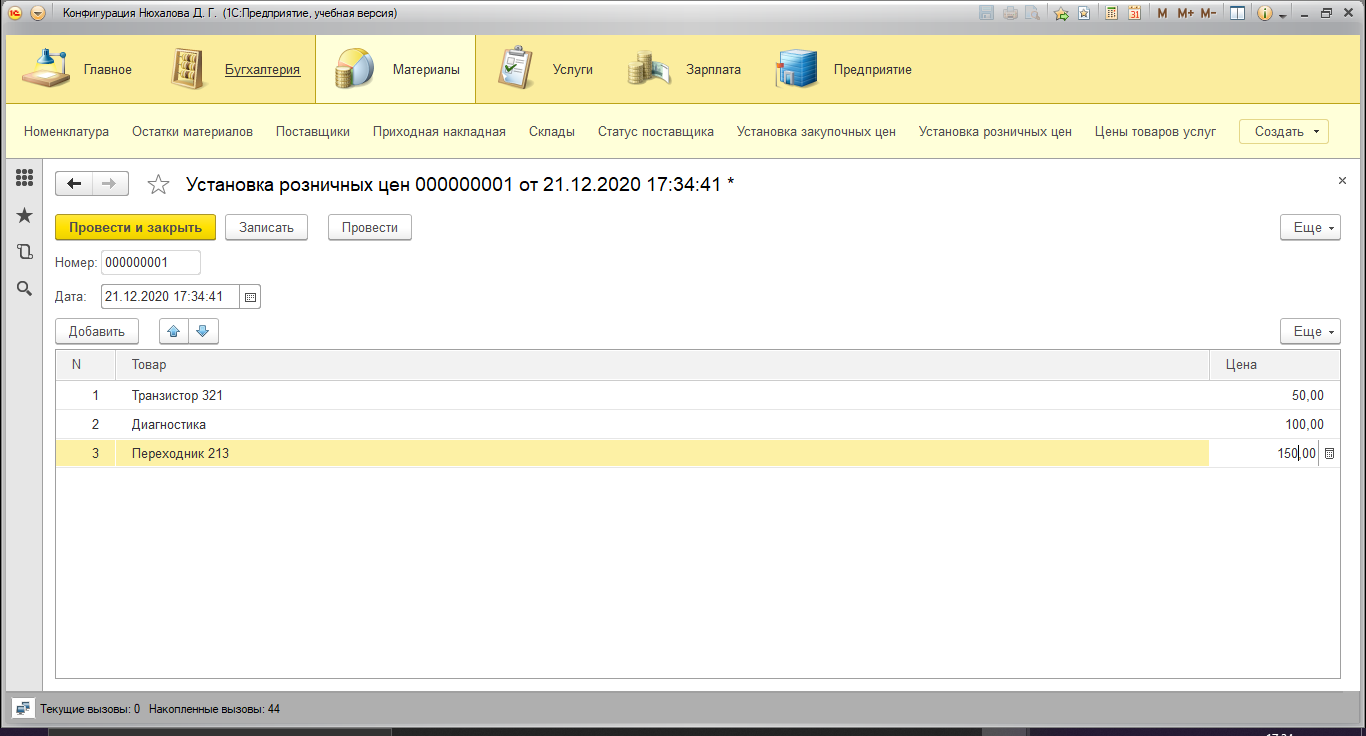 Конфигурация Нюхалова Д. Г. (1С:Предприятие, учебная версия)
M M+ M-
Главное Бугхалтерия Материалы Услуги Зарплата Предприятие
Номенклатура Остатки материалов Поставщики Приходная накладная Склады Статус поставщика Установка закупочных цен Установка розничных цен Цены товаров услуг Создать
Установка розничных цен 000000001 от 21.12.2020 17:34:41 *
Провести и закрыть Записать Провести Еще
Номер: 000000001
Дата: 21.12.2020 17:34:41
Добавить Еще
N Товар Цена
1 Транзистор 321 50,00
2 Диагностика 100,00
3 Переходник 213 150,00
Текущие вызовы: 0 Накопленные вызовы: 44